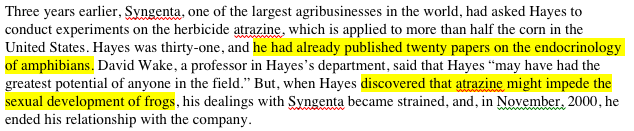 Three years earlier, Syngenta, one of the largest agribusinesses in the world, had asked Hayes to
conduct experiments on the herbicide atrazine, which is applied to more than half the corn in the
United States. Hayes was thirty-one, and he had already published twenty papers on the endocrinology
of amphibians. David Wake, a professor in Hayes’s department, said that Hayes “may have had the
greatest potential of anyone in the field.” But, when Hayes discovered that atrazine might impede the
sexual development of frogs, his dealings with Syngenta became strained, and, in November, 2000, he
ended his relationship with the company.